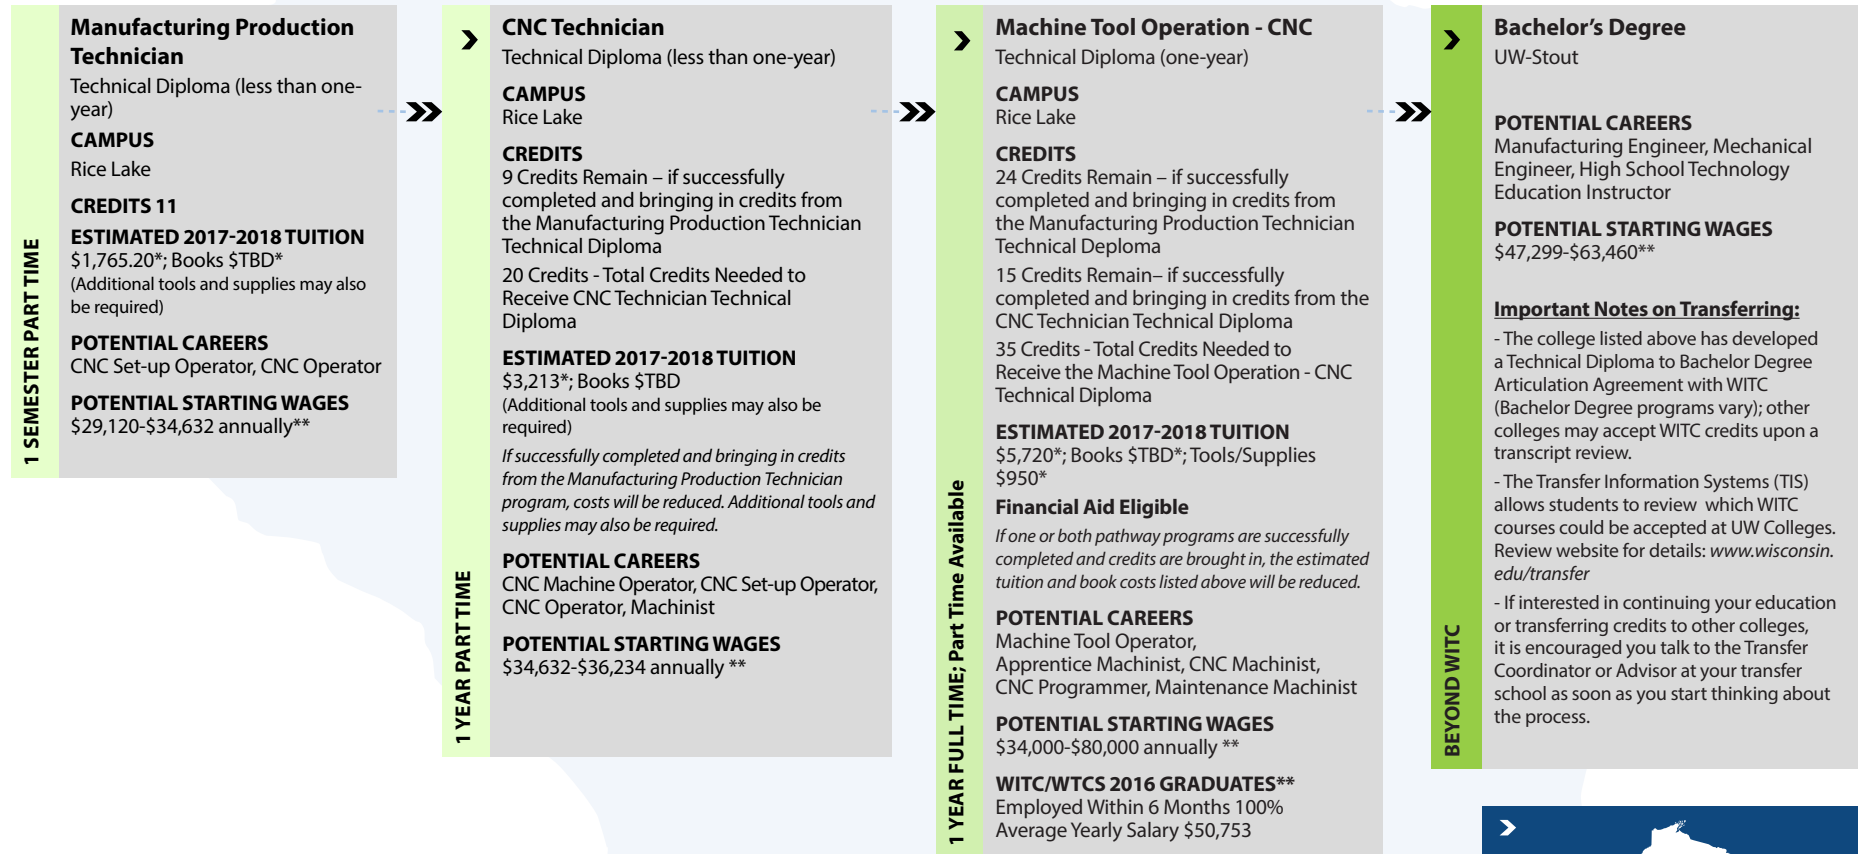 1 SEMESTER PART TIME
Manufacturing Production
Technician
Technical Diploma (less than one-
year)
CAMPUS
Rice Lake
CREDITS 11
ESTIMATED 2017-2018 TUITION
$1,765.20*; Books $TBD*
(Additional tools and supplies may also
be required)
POTENTIAL CAREERS
CNC Set-up Operator, CNC Operator
POTENTIAL STARTING WAGES
$29,120-$34,632 annually**
1 YEAR PART TIME
CNC Technician
Technical Diploma (less than one-year)
CAMPUS
Rice Lake
CREDITS
9 Credits Remain – if successfully
completed and bringing in credits from
the Manufacturing Production Technician
Technical Diploma
20 Credits - Total Credits Needed to
Receive CNC Technician Technical
Diploma
ESTIMATED 2017-2018 TUITION
$3,213*; Books $TBD
(Additional tools and supplies may also be
required)
If successfully completed and bringing in credits
from the Manufacturing Production Technician
program, costs will be reduced. Additional tools and
supplies may also be required.
POTENTIAL CAREERS
CNC Machine Operator, CNC Set-up Operator,
CNC Operator, Machinist
POTENTIAL STARTING WAGES
$34,632-$36,234 annually **
1 YEAR FULL TIME; Part Time Available
Machine Tool Operation - CNC
Technical Diploma (one-year)
CAMPUS
Rice Lake
CREDITS
24 Credits Remain – if successfully
completed and bringing in credits from
the Manufacturing Production Technician
Technical Deploma
15 Credits Remain– if successfully
completed and bringing in credits from the
CNC Technician Technical Diploma
35 Credits - Total Credits Needed to
Receive the Machine Tool Operation - CNC
Technical Diploma
ESTIMATED 2017-2018 TUITION
$5,720*; Books $TBD*; Tools/Supplies
$950*
Financial Aid Eligible
If one or both pathway programs are successfully
completed and credits are brought in, the estimated
tuition and book costs listed above will be reduced.
POTENTIAL CAREERS
Machine Tool Operator,
Apprentice Machinist, CNC Machinist,
CNC Programmer, Maintenance Machinist
POTENTIAL STARTING WAGES
$34,000-$80,000 annually **
WITC/WTCS 2016 GRADUATES**
Employed Within 6 Months 100%
Average Yearly Salary $50,753
BEYOND WITC
Bachelor’s Degree
UW-Stout
POTENTIAL CAREERS
Manufacturing Engineer, Mechanical
Engineer, High School Technology
Education Instructor
POTENTIAL STARTING WAGES
$47,299-$63,460**
Important Notes on Transferring:
- The college listed above has developed
a Technical Diploma to Bachelor Degree
Articulation Agreement with WITC
(Bachelor Degree programs vary); other
colleges may accept WITC credits upon a
transcript review.
- The Transfer Information Systems (TIS)
allows students to review which WITC
courses could be accepted at UW Colleges.
Review website for details: www.wisconsin.
edu/transfer
- If interested in continuing your education
or transferring credits to other colleges,
it is encouraged you talk to the Transfer
Coordinator or Advisor at your transfer
school as soon as you start thinking about
the process.